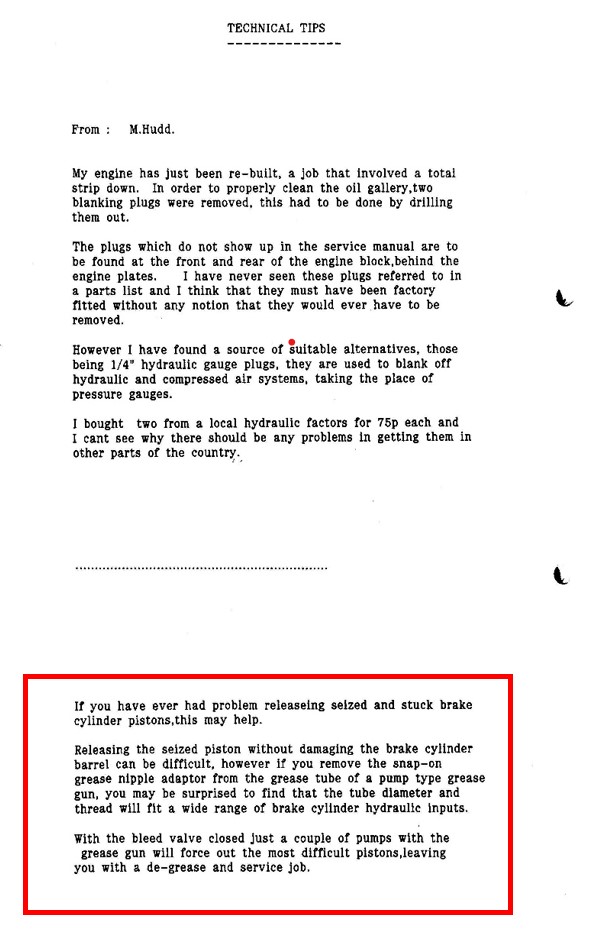 TECHNICAL TIPS
--------------
From :   M.Hudd.
My engine has just been re-built, a job that involved a total
strip down.  In order to properly clean the oil gallery,two
blanking plugs were removed, this had to be done by drilling
them out.
The plugs which do not show up in the service manual are to
be found at the front and rear of the engine block,behind the
engine plates.    I have never seen these plugs referred to in
a parts list and I think that they must have been factory
fitted without any notion that they would ever have to be
removed.
However I have found a source of suitable alternatives, those
being 1/4" hydraulic gauge plugs, they are used to blank off
hydraulic and compressed air systems, taking the place of
pressure gauges.
I bought  two from a local hydraulic factors for 75p each and
I cant see why there should be any problems in getting them in
other parts of the country.
If you have ever had problem releaseing seized and stuck brake
cylinder pistons,this may help.
Releasing the seized piston without damaging the brake cylinder
barrel can be difficult, however if you remove the snap-on
grease nipple adaptor from the grease tube of a pump type grease
gun, you may be surprised to find that the tube diameter and
thread will fit a wide range of brake cylinder hydraulic inputs.
With the bleed valve closed just a couple of pumps with the
grease gun will force out the most difficult pistons,leaving
you with a de-grease and service job.